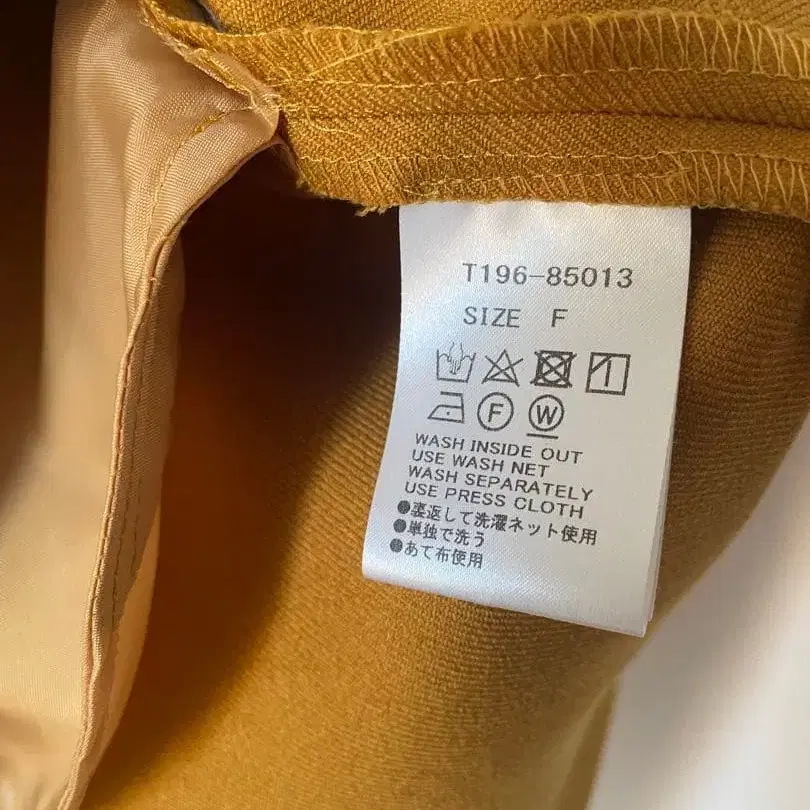 T196-85013
SIZE F
F W
WASH INSIDE OUT
USE WASH NET
WASH SEPARATELY
USE PRESS CLOTH
●裏返して洗濯ネット使用
●単独で洗う
●あて布使用